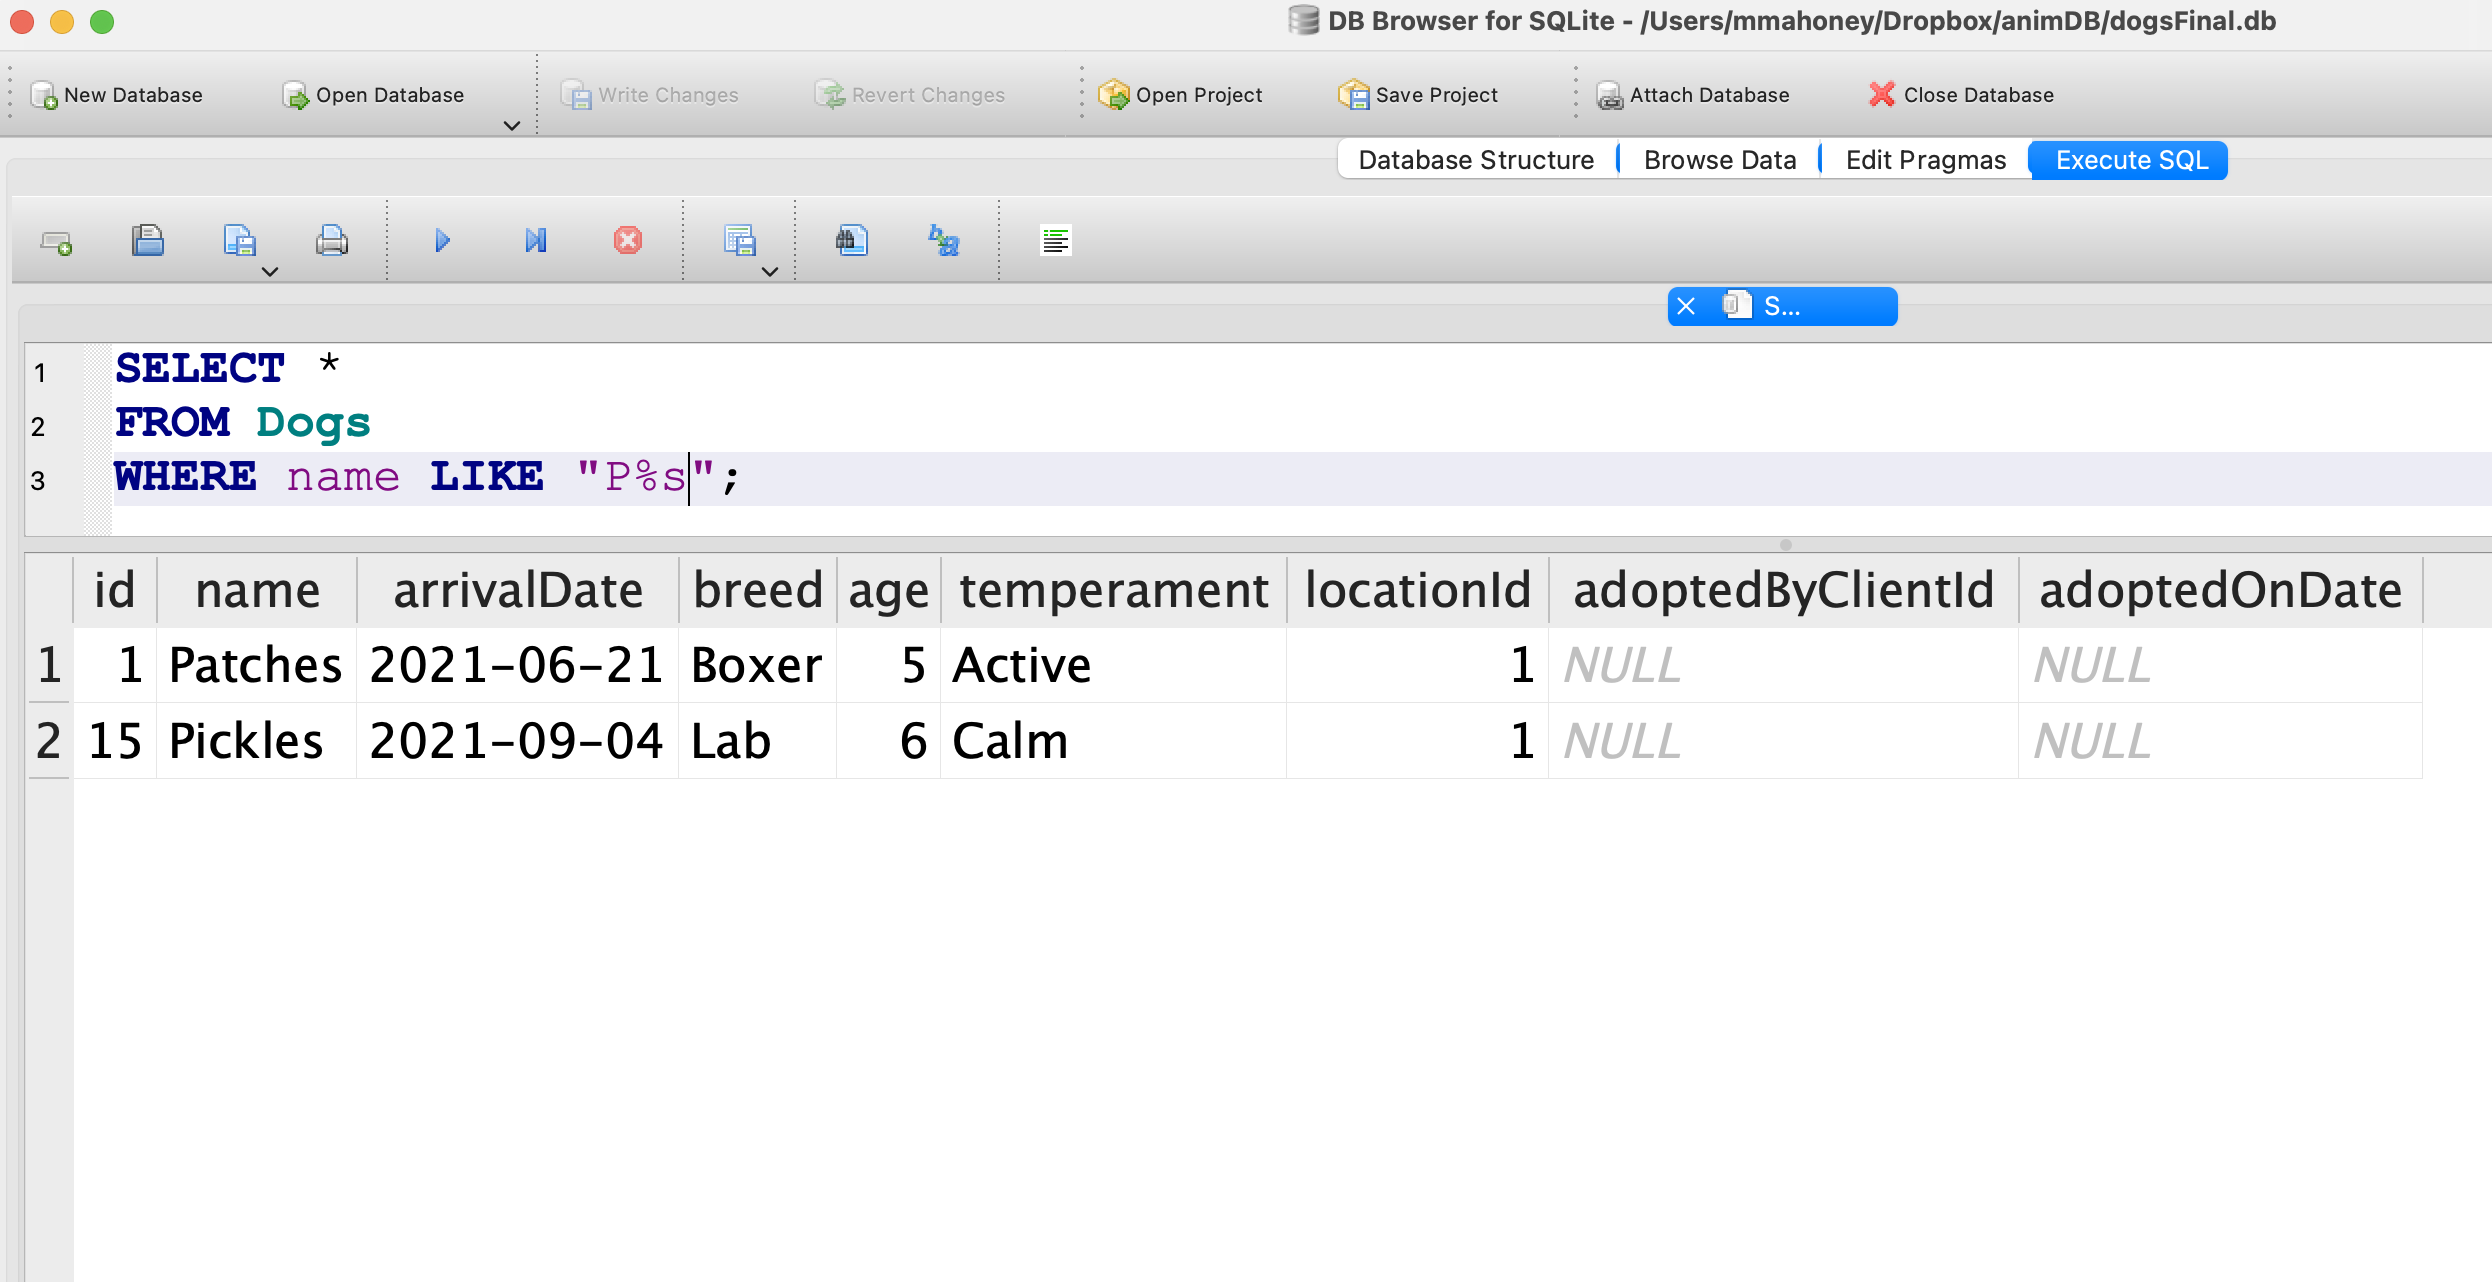 DB Browser for SQLite - /Users/mmahoney/Dropbox/animDB/dogsFinal.db
New Database Open Database Write Changes Revert Changes Open Project Save Project Attach Database Close Database
Database Structure Browse Data Edit Pragmas Execute SQL
S...
1 SELECT *
2 FROM Dogs
3 WHERE name LIKE "P%s";
id name arrivalDate breed age temperament locationId adoptedByClientId adoptedOnDate
1 1 Patches 2021-06-21 Boxer 5 Active 1 NULL NULL
2 15 Pickles 2021-09-04 Lab 6 Calm 1 NULL NULL